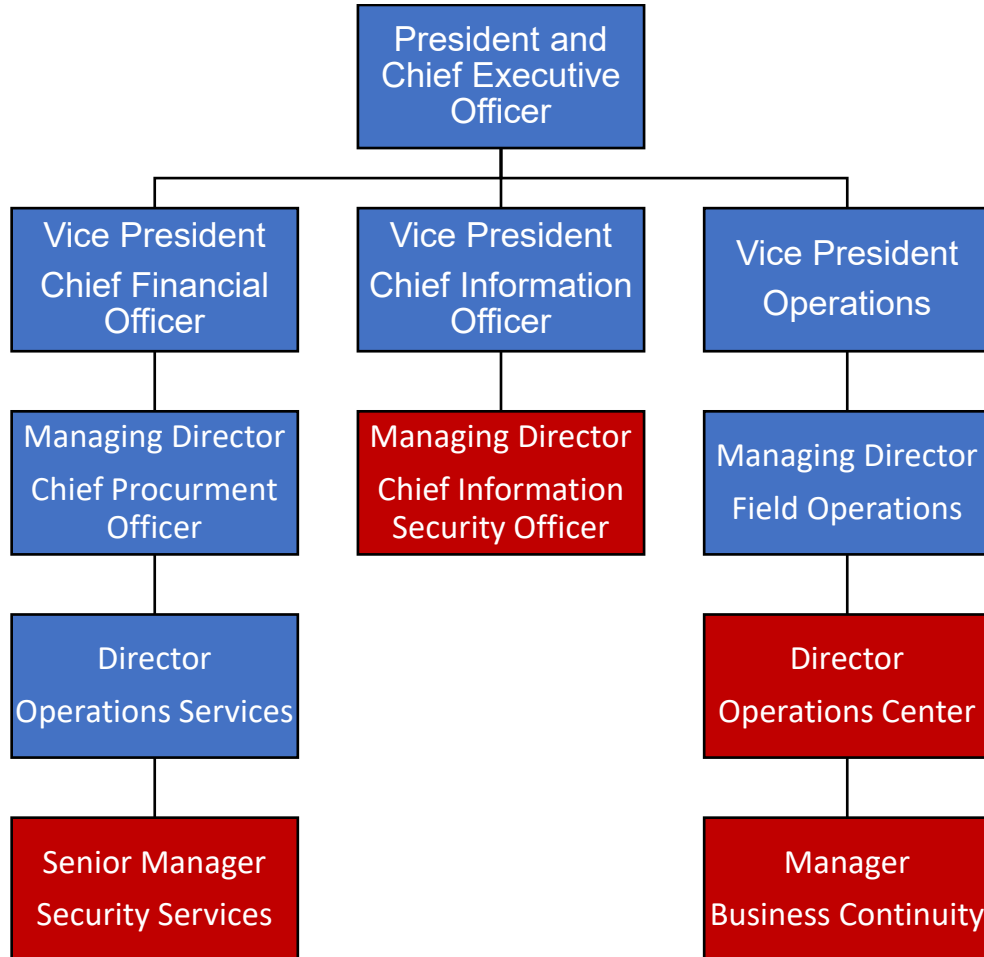 President and
Chief Executive
Officer
Vice President
Chief Financial
Officer
Vice President
Chief Information
Officer
Vice President
Operations
Managing Director
Chief Procurment
Officer
Managing Director
Chief Information
Security Officer
Managing Director
Field Operations
Director
Operations Services
Director
Operations Center
Senior Manager
Security Services
Manager
Business Continuity